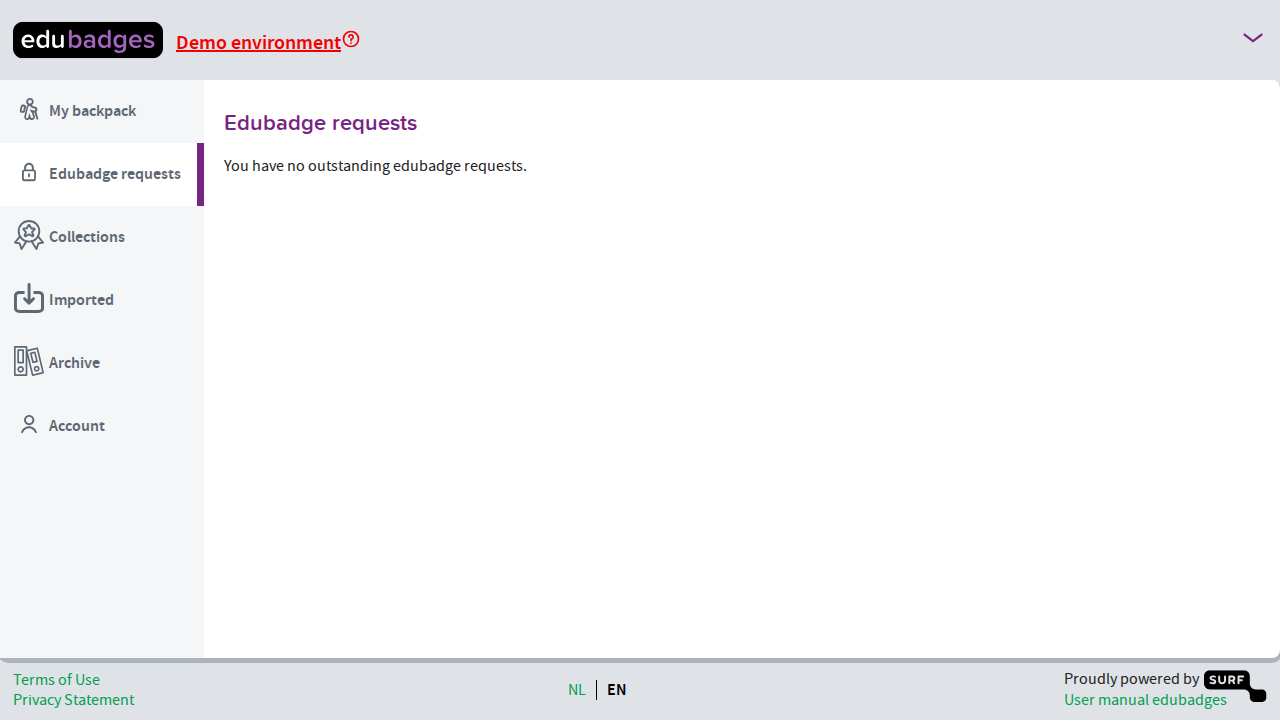 edubadges
Demo environment
My backpack
Edubadge requests
Collections
Imported
Archive
Account
Edubadge requests
You have no outstanding edubadge requests.
Terms of Use
Privacy Statement
NL
EN
Proudly powered by SURF
User manual edubadges